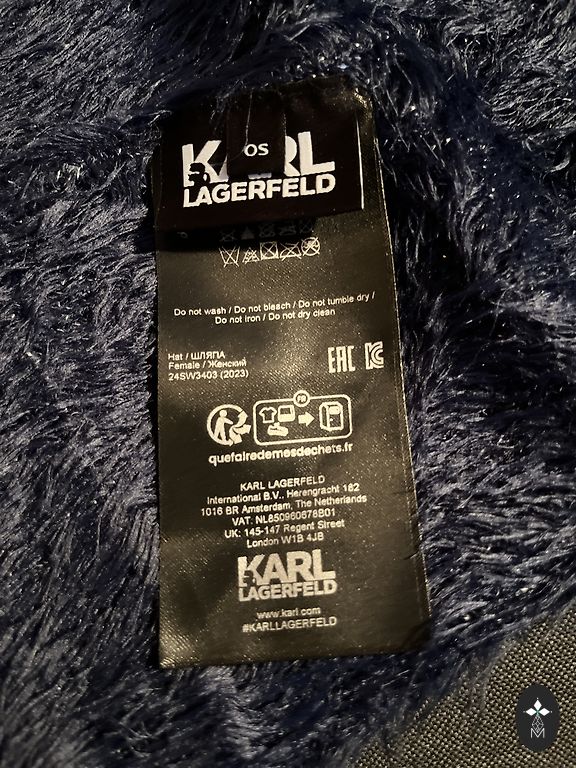 OS
KARL
LAGERFELD
Do not wash / Do not bleach / Do not tumble dry /
Do not iron / Do not dry clean
Hat / ШЛЯПА
Female / Женский
24SW3403 (2023)
EAC
FR
quefairedemesdechets.fr
KARL LAGERFELD
International B.V., Herengracht 182
1016 BR Amsterdam, The Netherlands
VAT: NL850960678B01
UK: 145-147 Regent Street
London W1B 4JB
KARL
LAGERFELD
www.karl.com
#KARLLAGERFELD
M